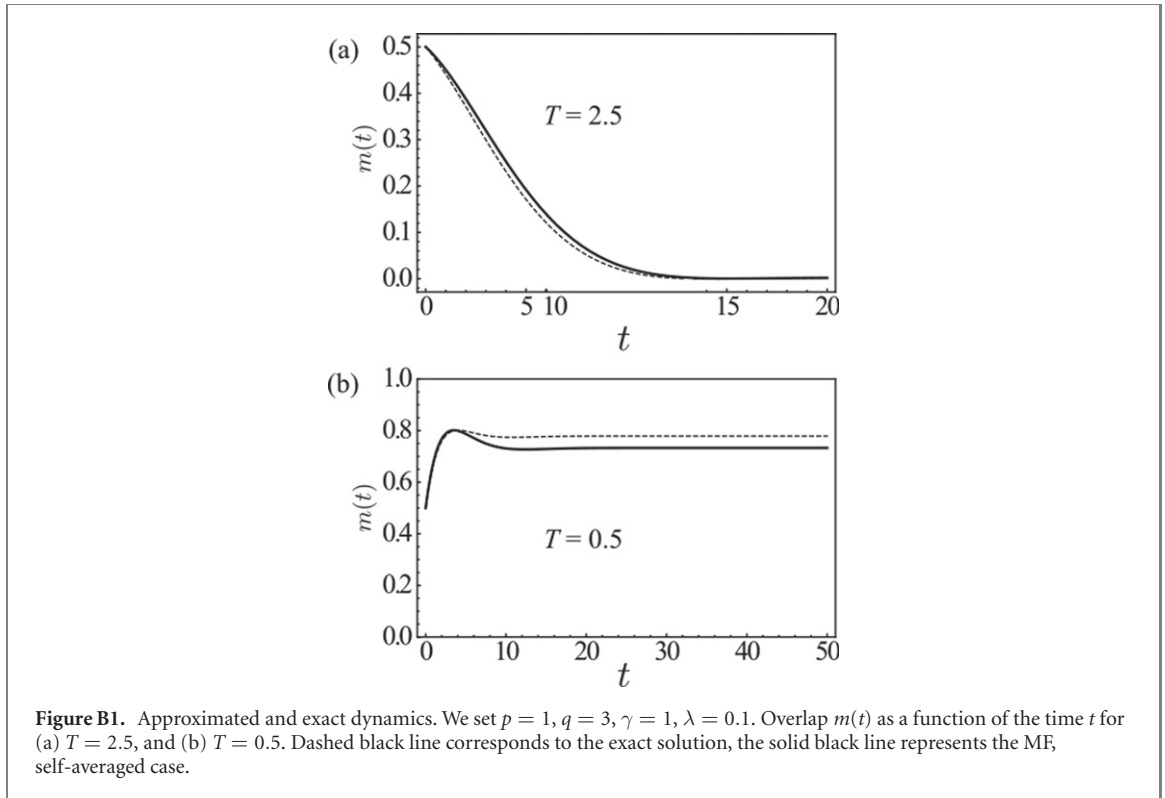 (a)
0.5
0.4
0.3
0.2
0.1
0.0
m(t)
T = 2.5
0 5 10 15 20
t
(b)
1.0
0.8
0.6
0.4
0.2
0.0
m(t)
T = 0.5
0 10 20 30 40 50
t
Figure B1. Approximated and exact dynamics. We set p = 1, q = 3, γ = 1, λ = 0.1. Overlap m(t) as a function of the time t for
(a) T = 2.5, and (b) T = 0.5. Dashed black line corresponds to the exact solution, the solid black line represents the MF,
self-averaged case.